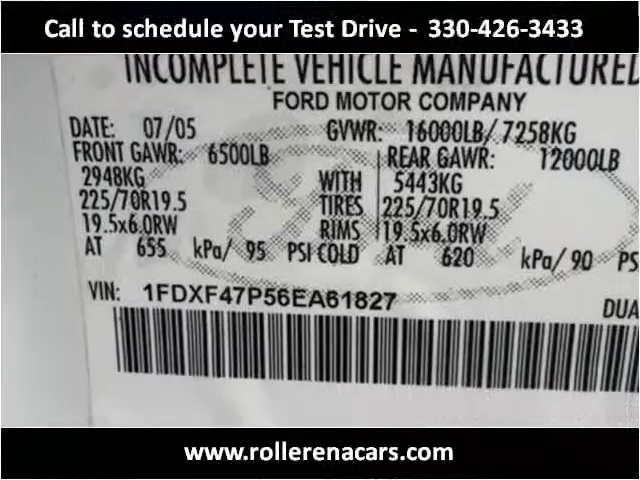 Call to schedule your Test Drive - 330-426-3433
INCOMPLETE VEHICLE MANUFACTURED
FORD MOTOR COMPANY
DATE: 07/05 GVWR: 16000LB/ 7258KG
FRONT GAWR: 6500LB REAR GAWR: 12000LB
2948KG WITH 5443KG
225/70R19.5 TIRES 225/70R19.5
19.5x6.0RW RIMS 19.5x6.0RW
AT 655 kPa/ 95 PSI COLD AT 620 kPa/ 90 PS
VIN: 1FDXF47P56EA61827 DUA
www.rollerenacars.com